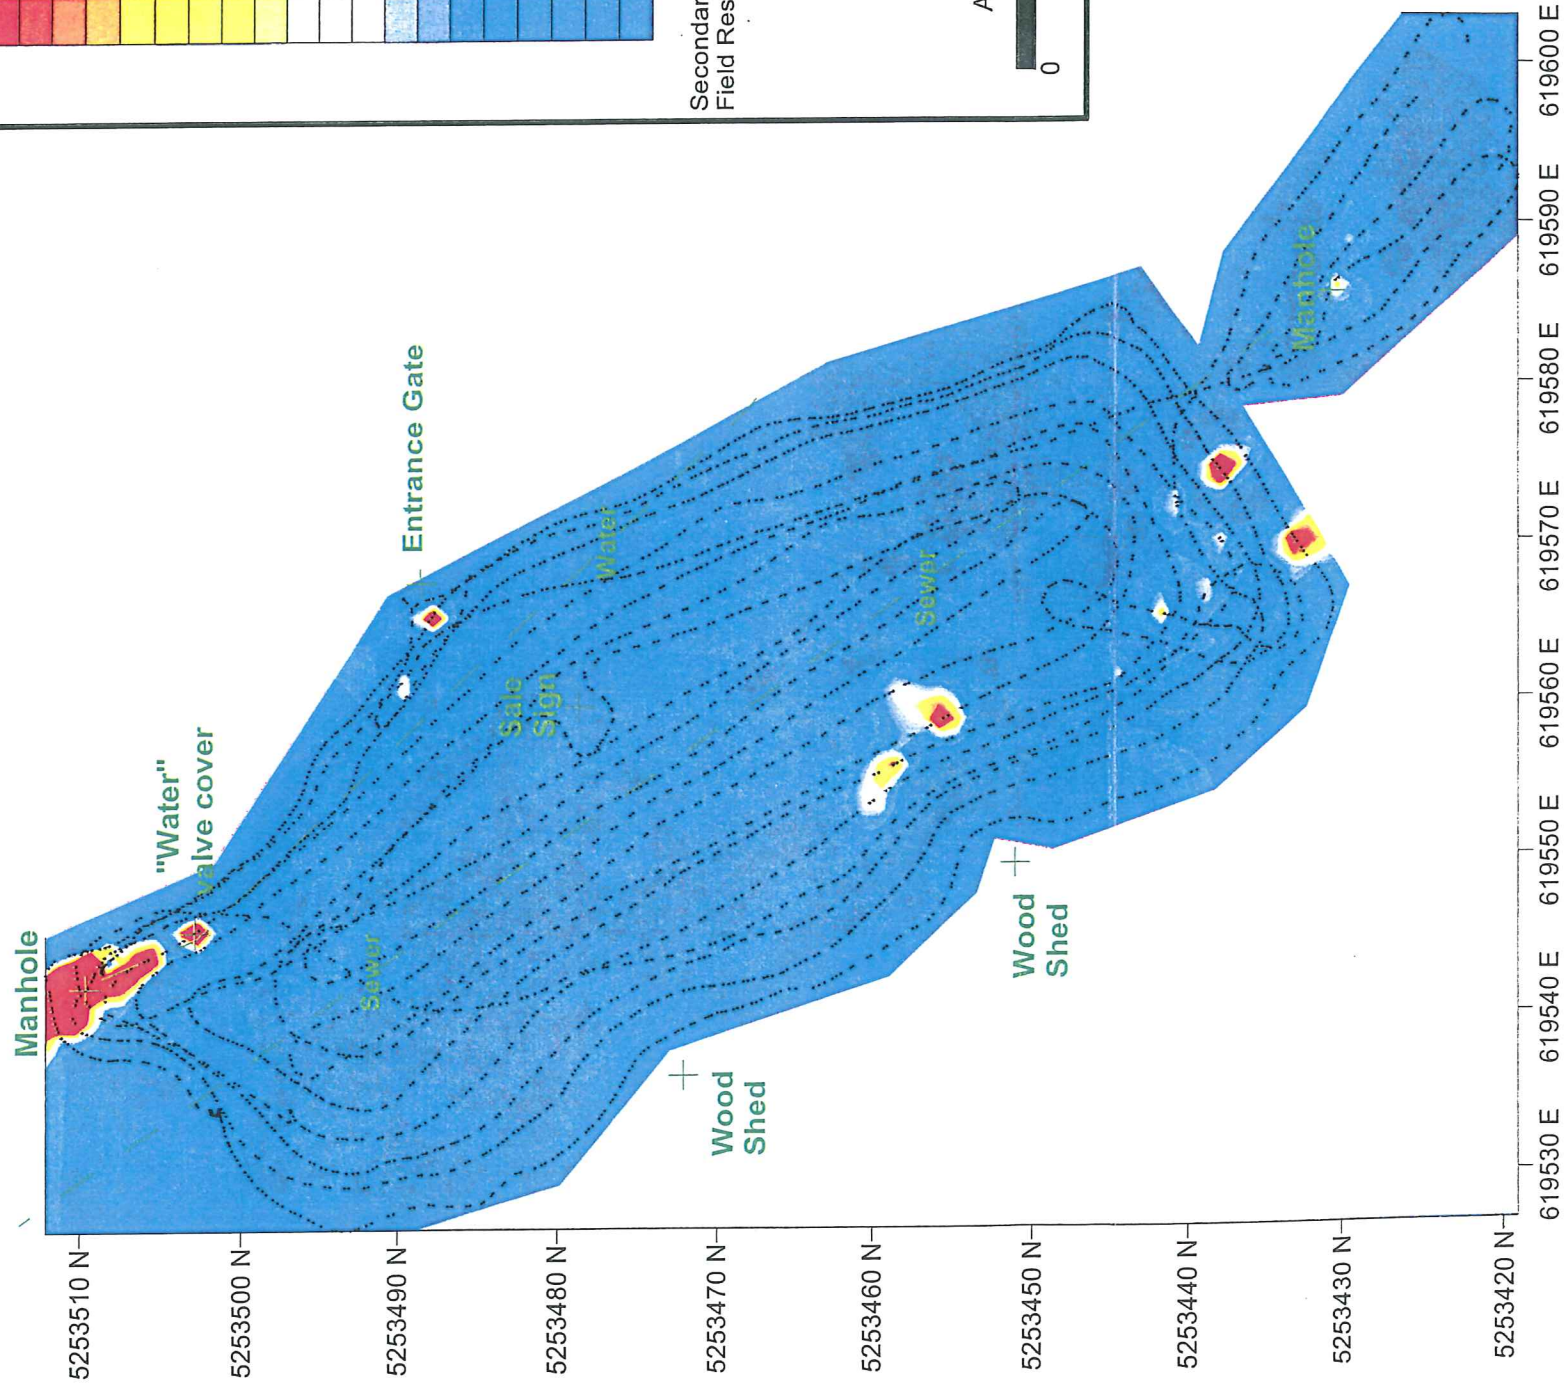 Secondar
Field Res
A
0
Manhole
"Water"
valve cover
Entrance Gate
Water
Sale
Sign
Sewer
Sewer
Manhole
Wood
Shed
Wood
Shed
5253510 N
5253500 N
5253490 N
5253480 N
5253470 N
5253460 N
5253450 N
5253440 N
5253430 N
5253420 N
619530 E
619540 E
619550 E
619560 E
619570 E
619580 E
619590 E
619600 E